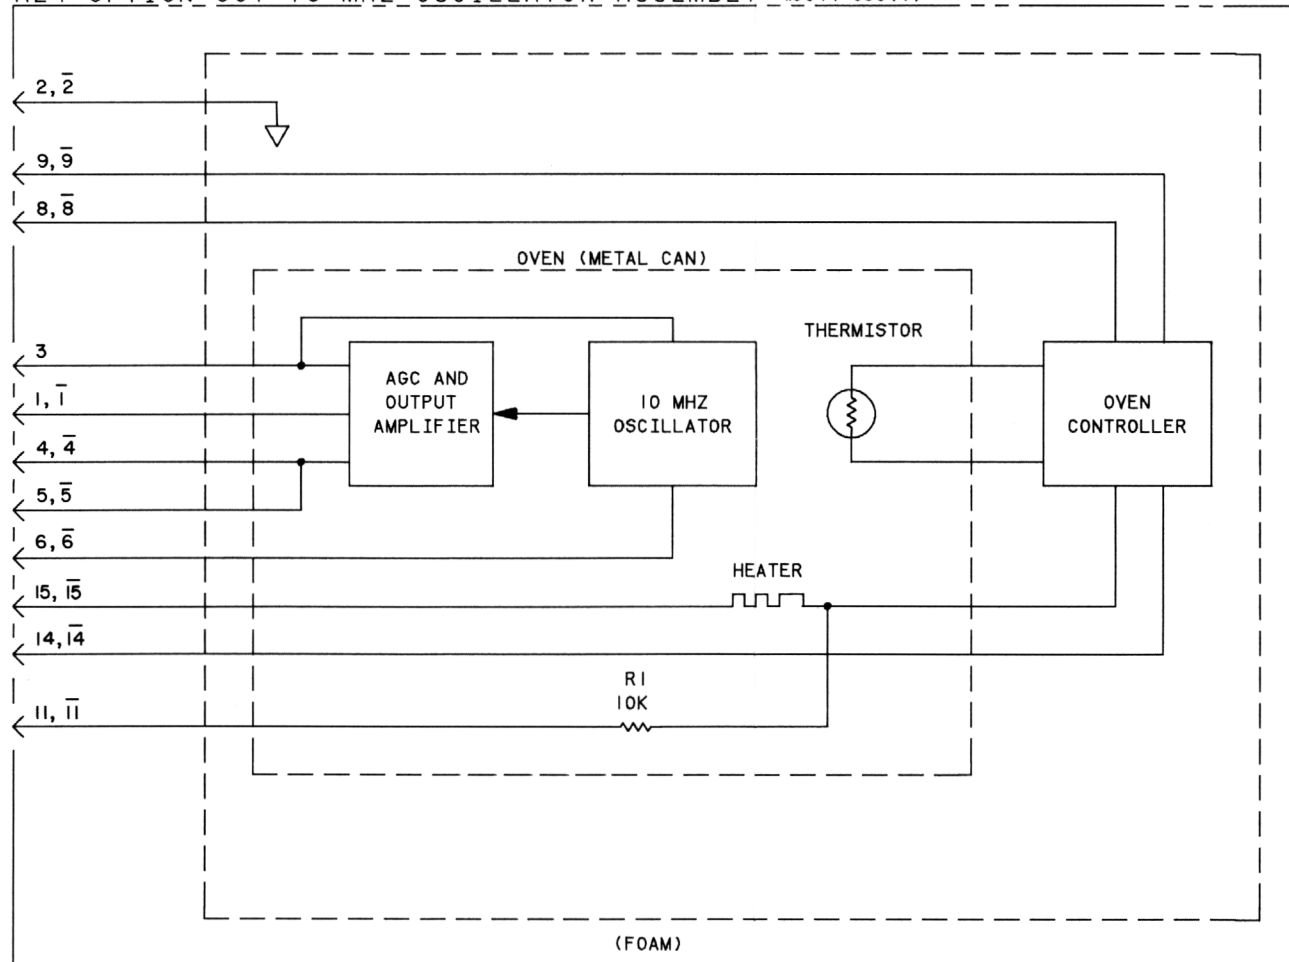 2, 2̅
9, 9̅
8, 8̅
OVEN (METAL CAN)
THERMISTOR
3
AGC AND
OUTPUT
AMPLIFIER
10 MHZ
OSCILLATOR
OVEN
CONTROLLER
1, 1̅
4, 4̅
5, 5̅
6, 6̅
HEATER
15, 1̅5̅
14, 1̅4̅
R1
10K
11, 1̅1̅
(FOAM)